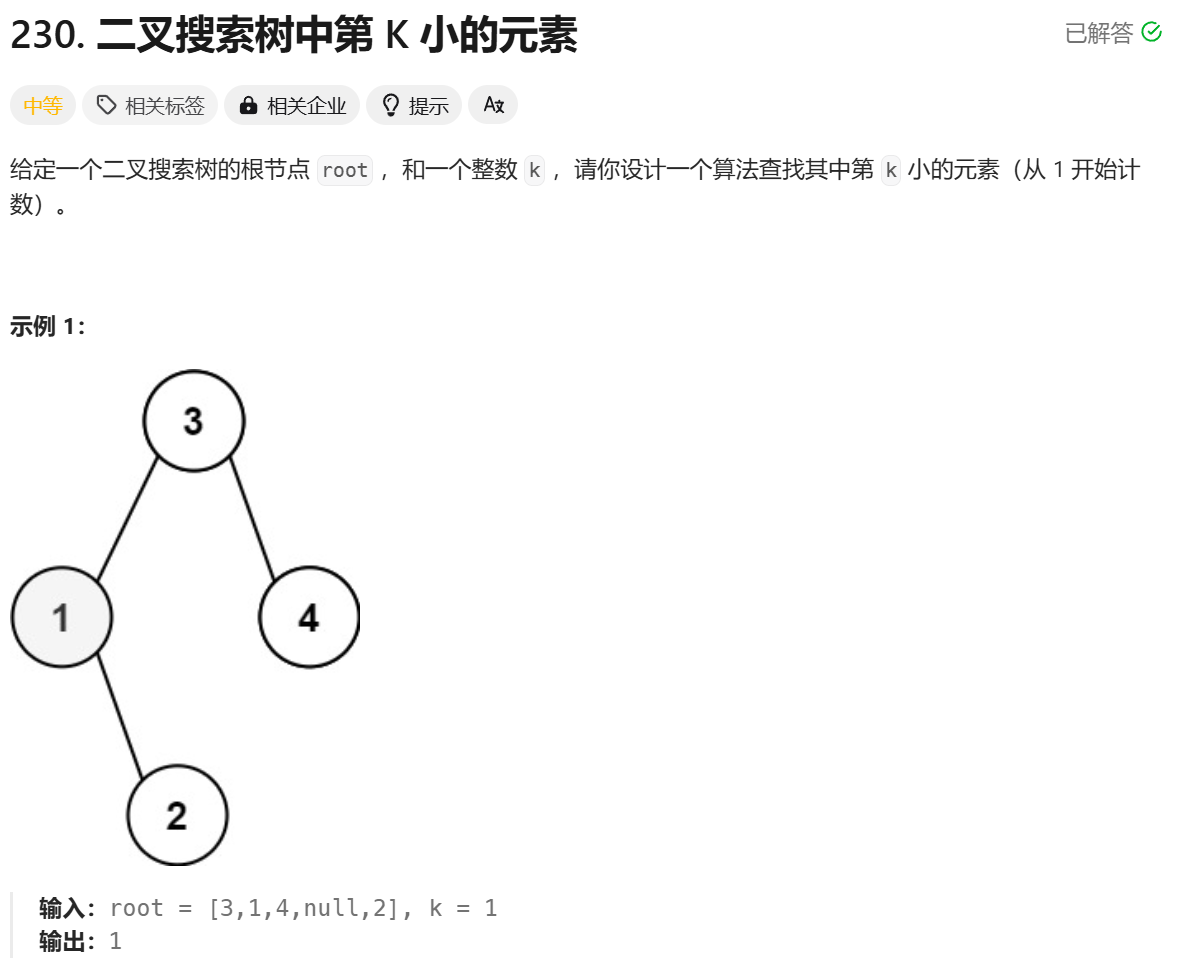 230. 二叉搜索树中第 K 小的元素
已解答
中等 相关标签 相关企业 提示 Aあ
给定一个二叉搜索树的根节点 root ，和一个整数 k ，请你设计一个算法查找其中第 k 小的元素（从 1 开始计
数）。
示例 1：
3
1
4
2
输入：root = [3,1,4,null,2], k = 1
输出：1